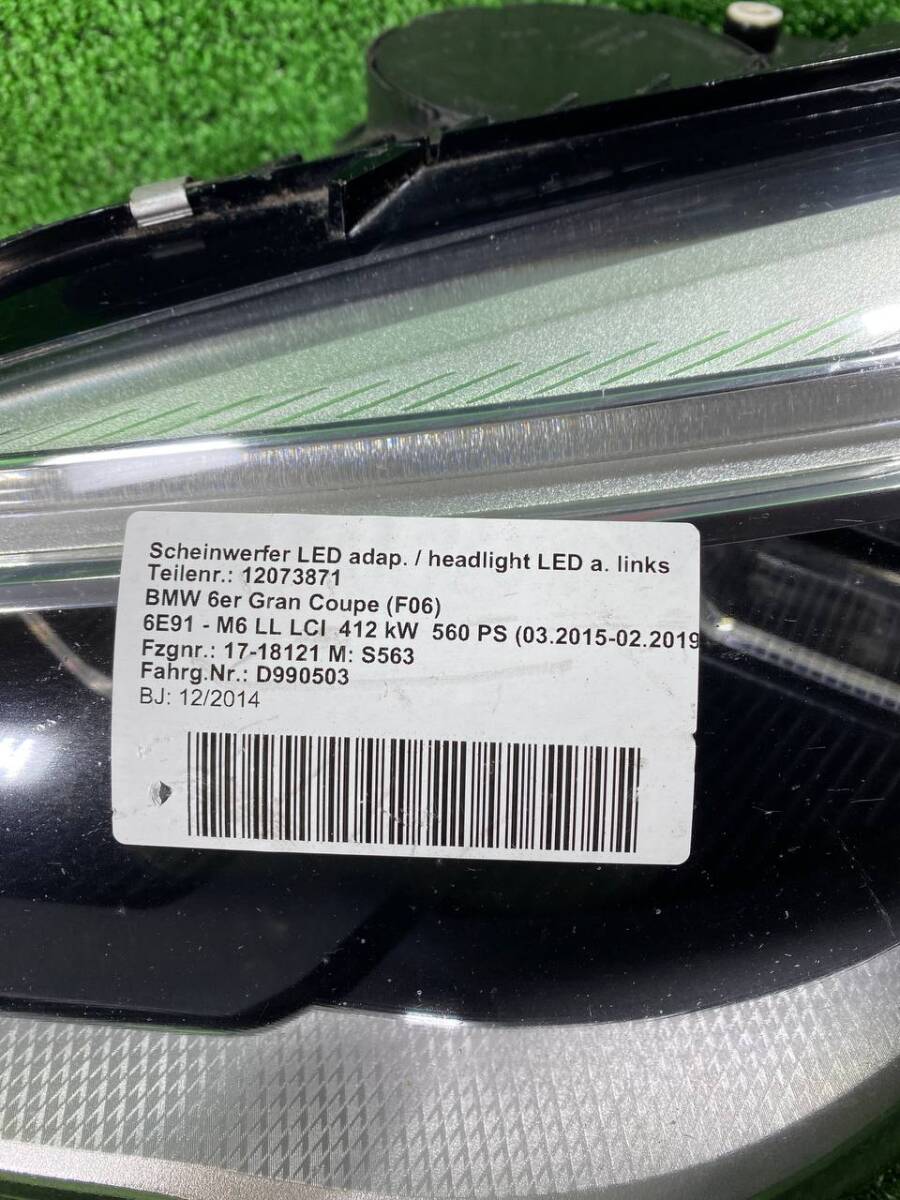 Scheinwerfer LED adap. / headlight LED a. links
Teilenr.: 12073871
BMW 6er Gran Coupe (F06)
6E91 - M6 LL LCI 412 kW 560 PS (03.2015-02.2019
Fzgnr.: 17-18121 M: S563
Fahrg.Nr.: D990503
BJ: 12/2014